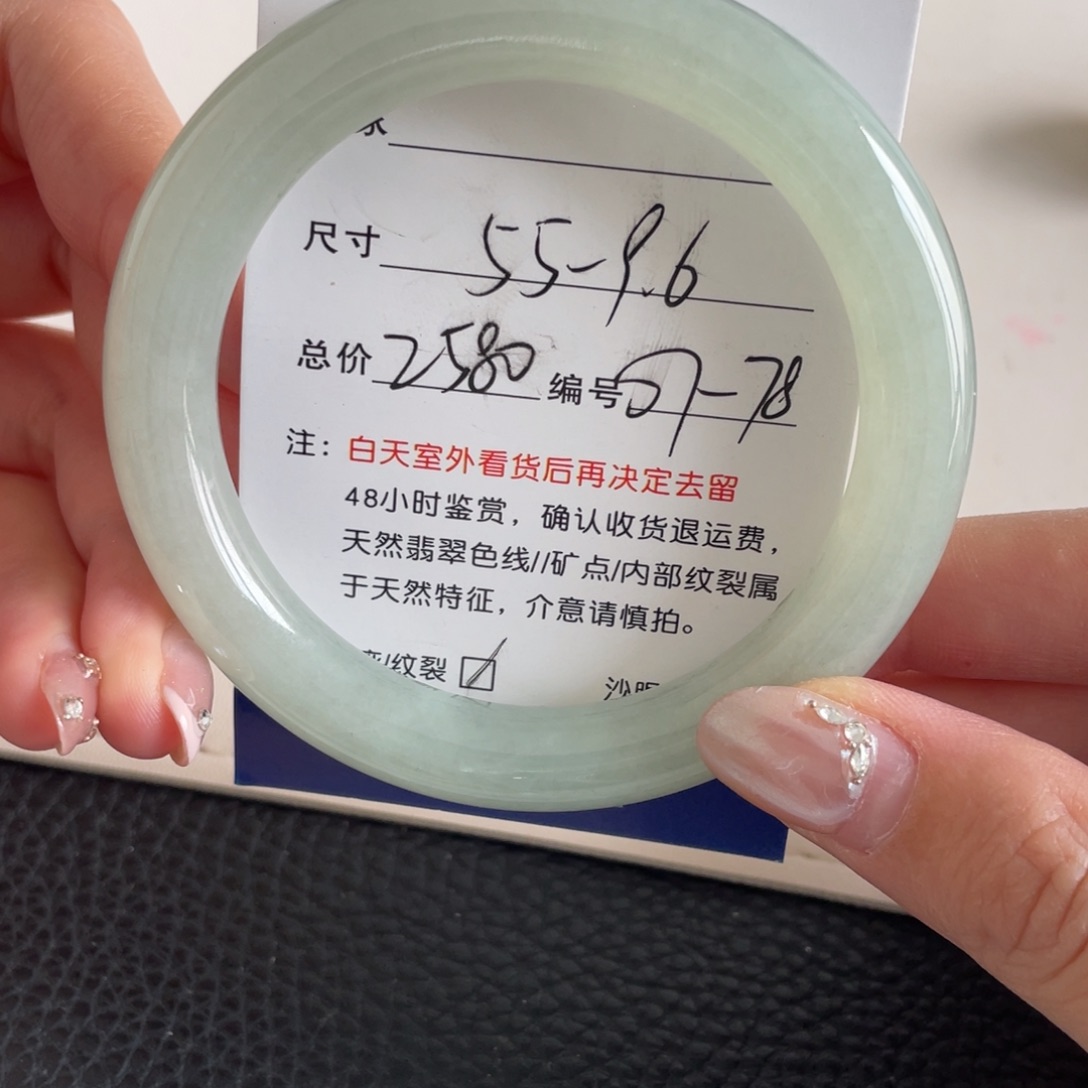 尺寸 55-9.6
总价 2580 编号 07-78
注：白天室外看货后再决定去留
48小时鉴赏，确认收货退运费，
天然翡翠色线//矿点/内部纹裂属
于天然特征，介意请慎拍。
/纹裂 ☑